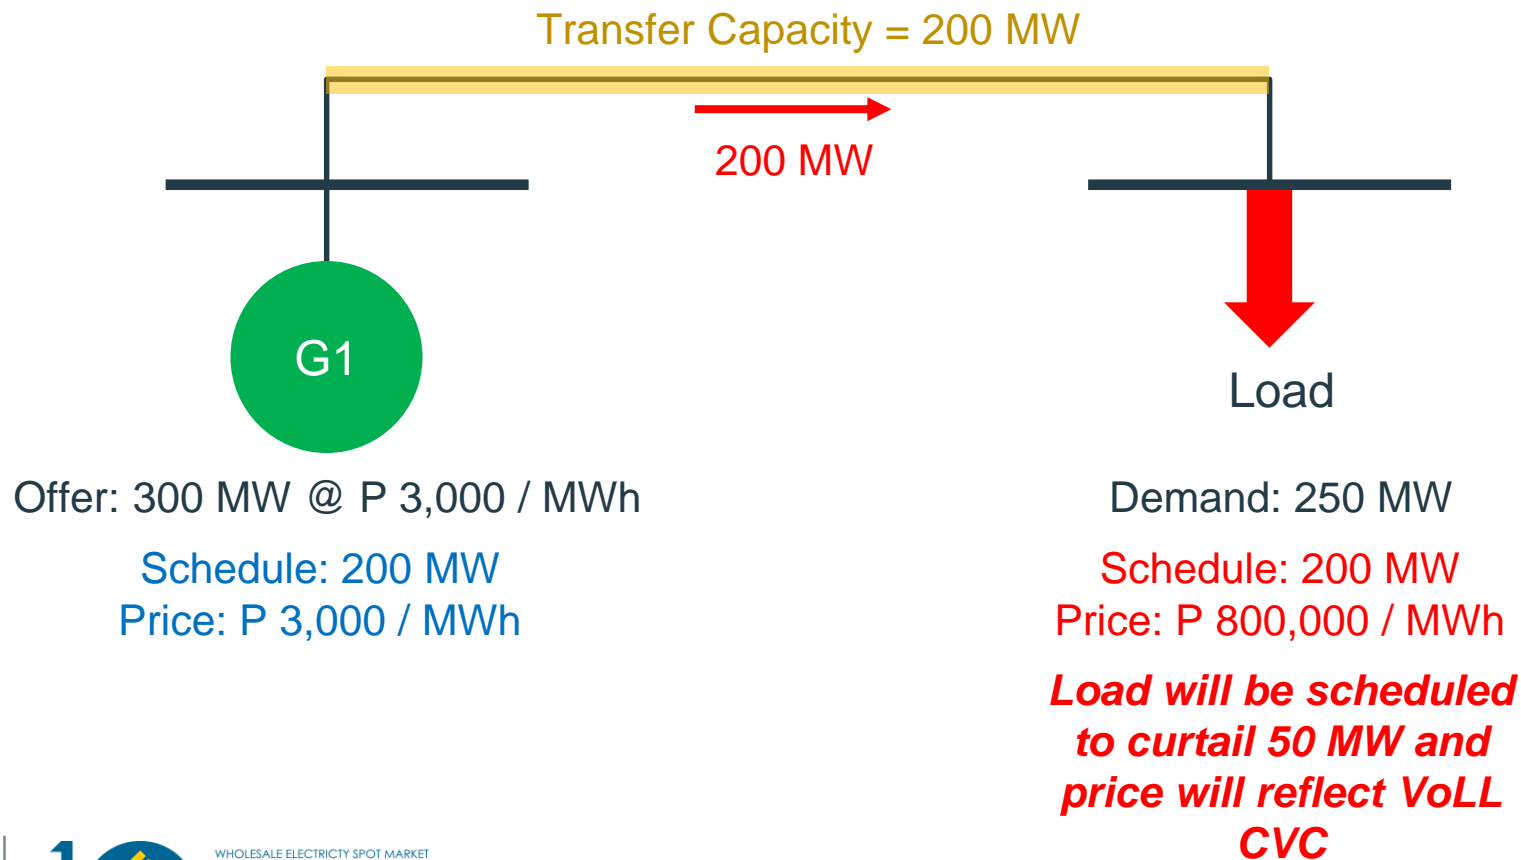 Transfer Capacity = 200 MW
200 MW
G1
Load
Offer: 300 MW @ P 3,000 / MWh
Demand: 250 MW
Schedule: 200 MW
Price: P 3,000 / MWh
Schedule: 200 MW
Price: P 800,000 / MWh
Load will be scheduled
to curtail 50 MW and
price will reflect VoLL
CVC
WHOLESALE ELECTRICTY SPOT MARKET